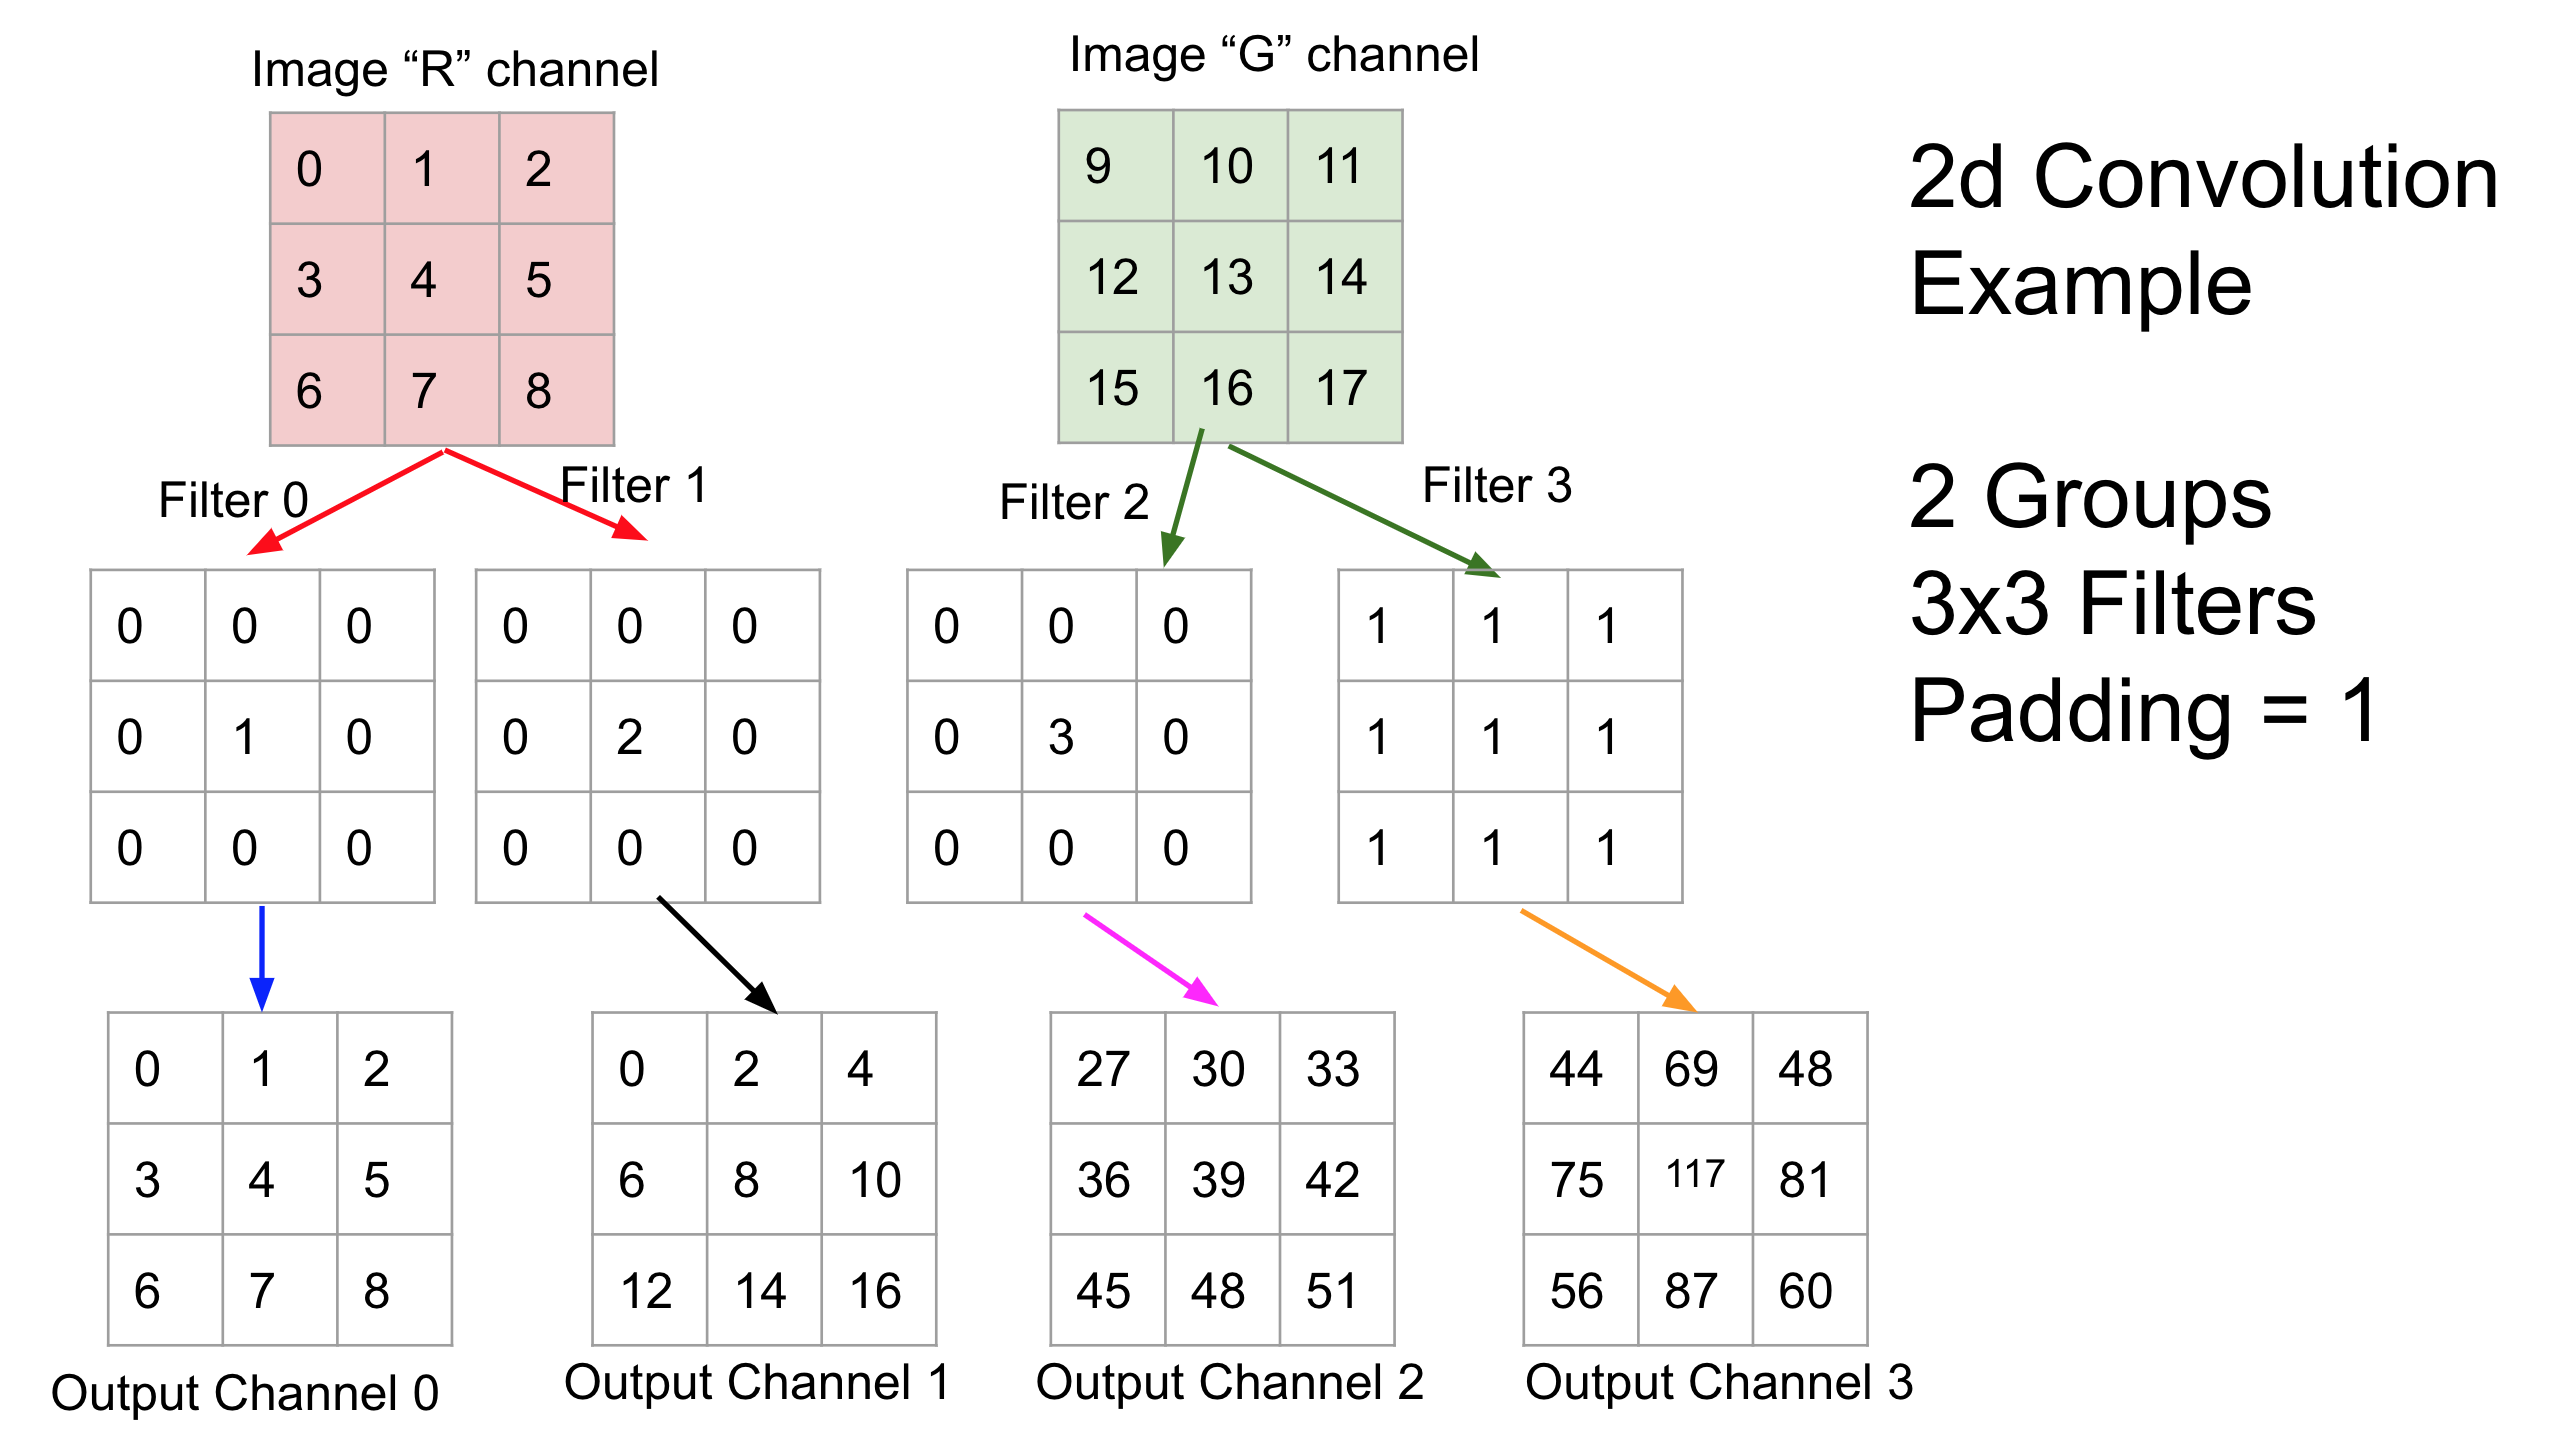 Image “R” channel
Image “G” channel
0 1 2
3 4 5
6 7 8
9 10 11
12 13 14
15 16 17
2d Convolution
Example
2 Groups
3x3 Filters
Padding = 1
Filter 0
Filter 1
Filter 2
Filter 3
0 0 0
0 1 0
0 0 0
0 0 0
0 2 0
0 0 0
0 0 0
0 3 0
0 0 0
1 1 1
1 1 1
1 1 1
0 1 2
3 4 5
6 7 8
Output Channel 0
0 2 4
6 8 10
12 14 16
Output Channel 1
27 30 33
36 39 42
45 48 51
Output Channel 2
44 69 48
75 117 81
56 87 60
Output Channel 3